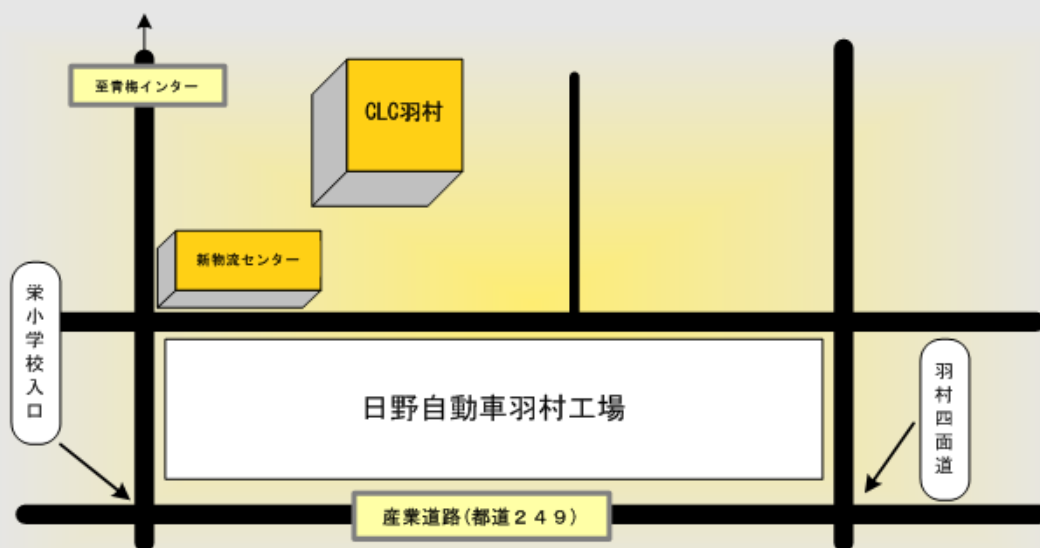 至青梅インター
CLC羽村
新物流センター
栄小学校入口
日野自動車羽村工場
羽村四面道
産業道路(都道２４９)